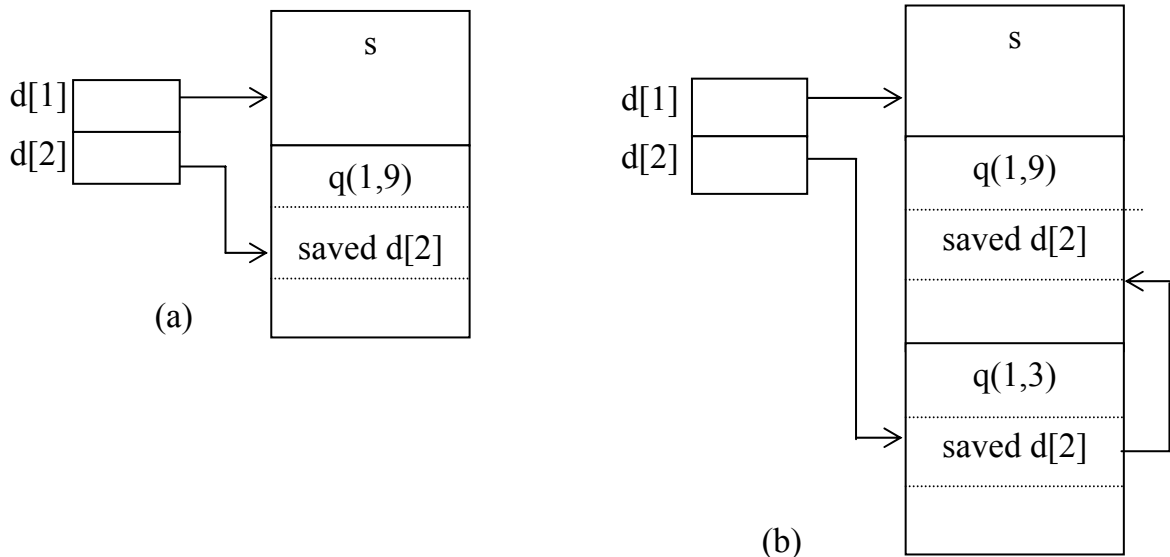 s
d[1]
d[2]
q(1,9)
saved d[2]
(a)
s
d[1]
d[2]
q(1,9)
saved d[2]
q(1,3)
saved d[2]
(b)